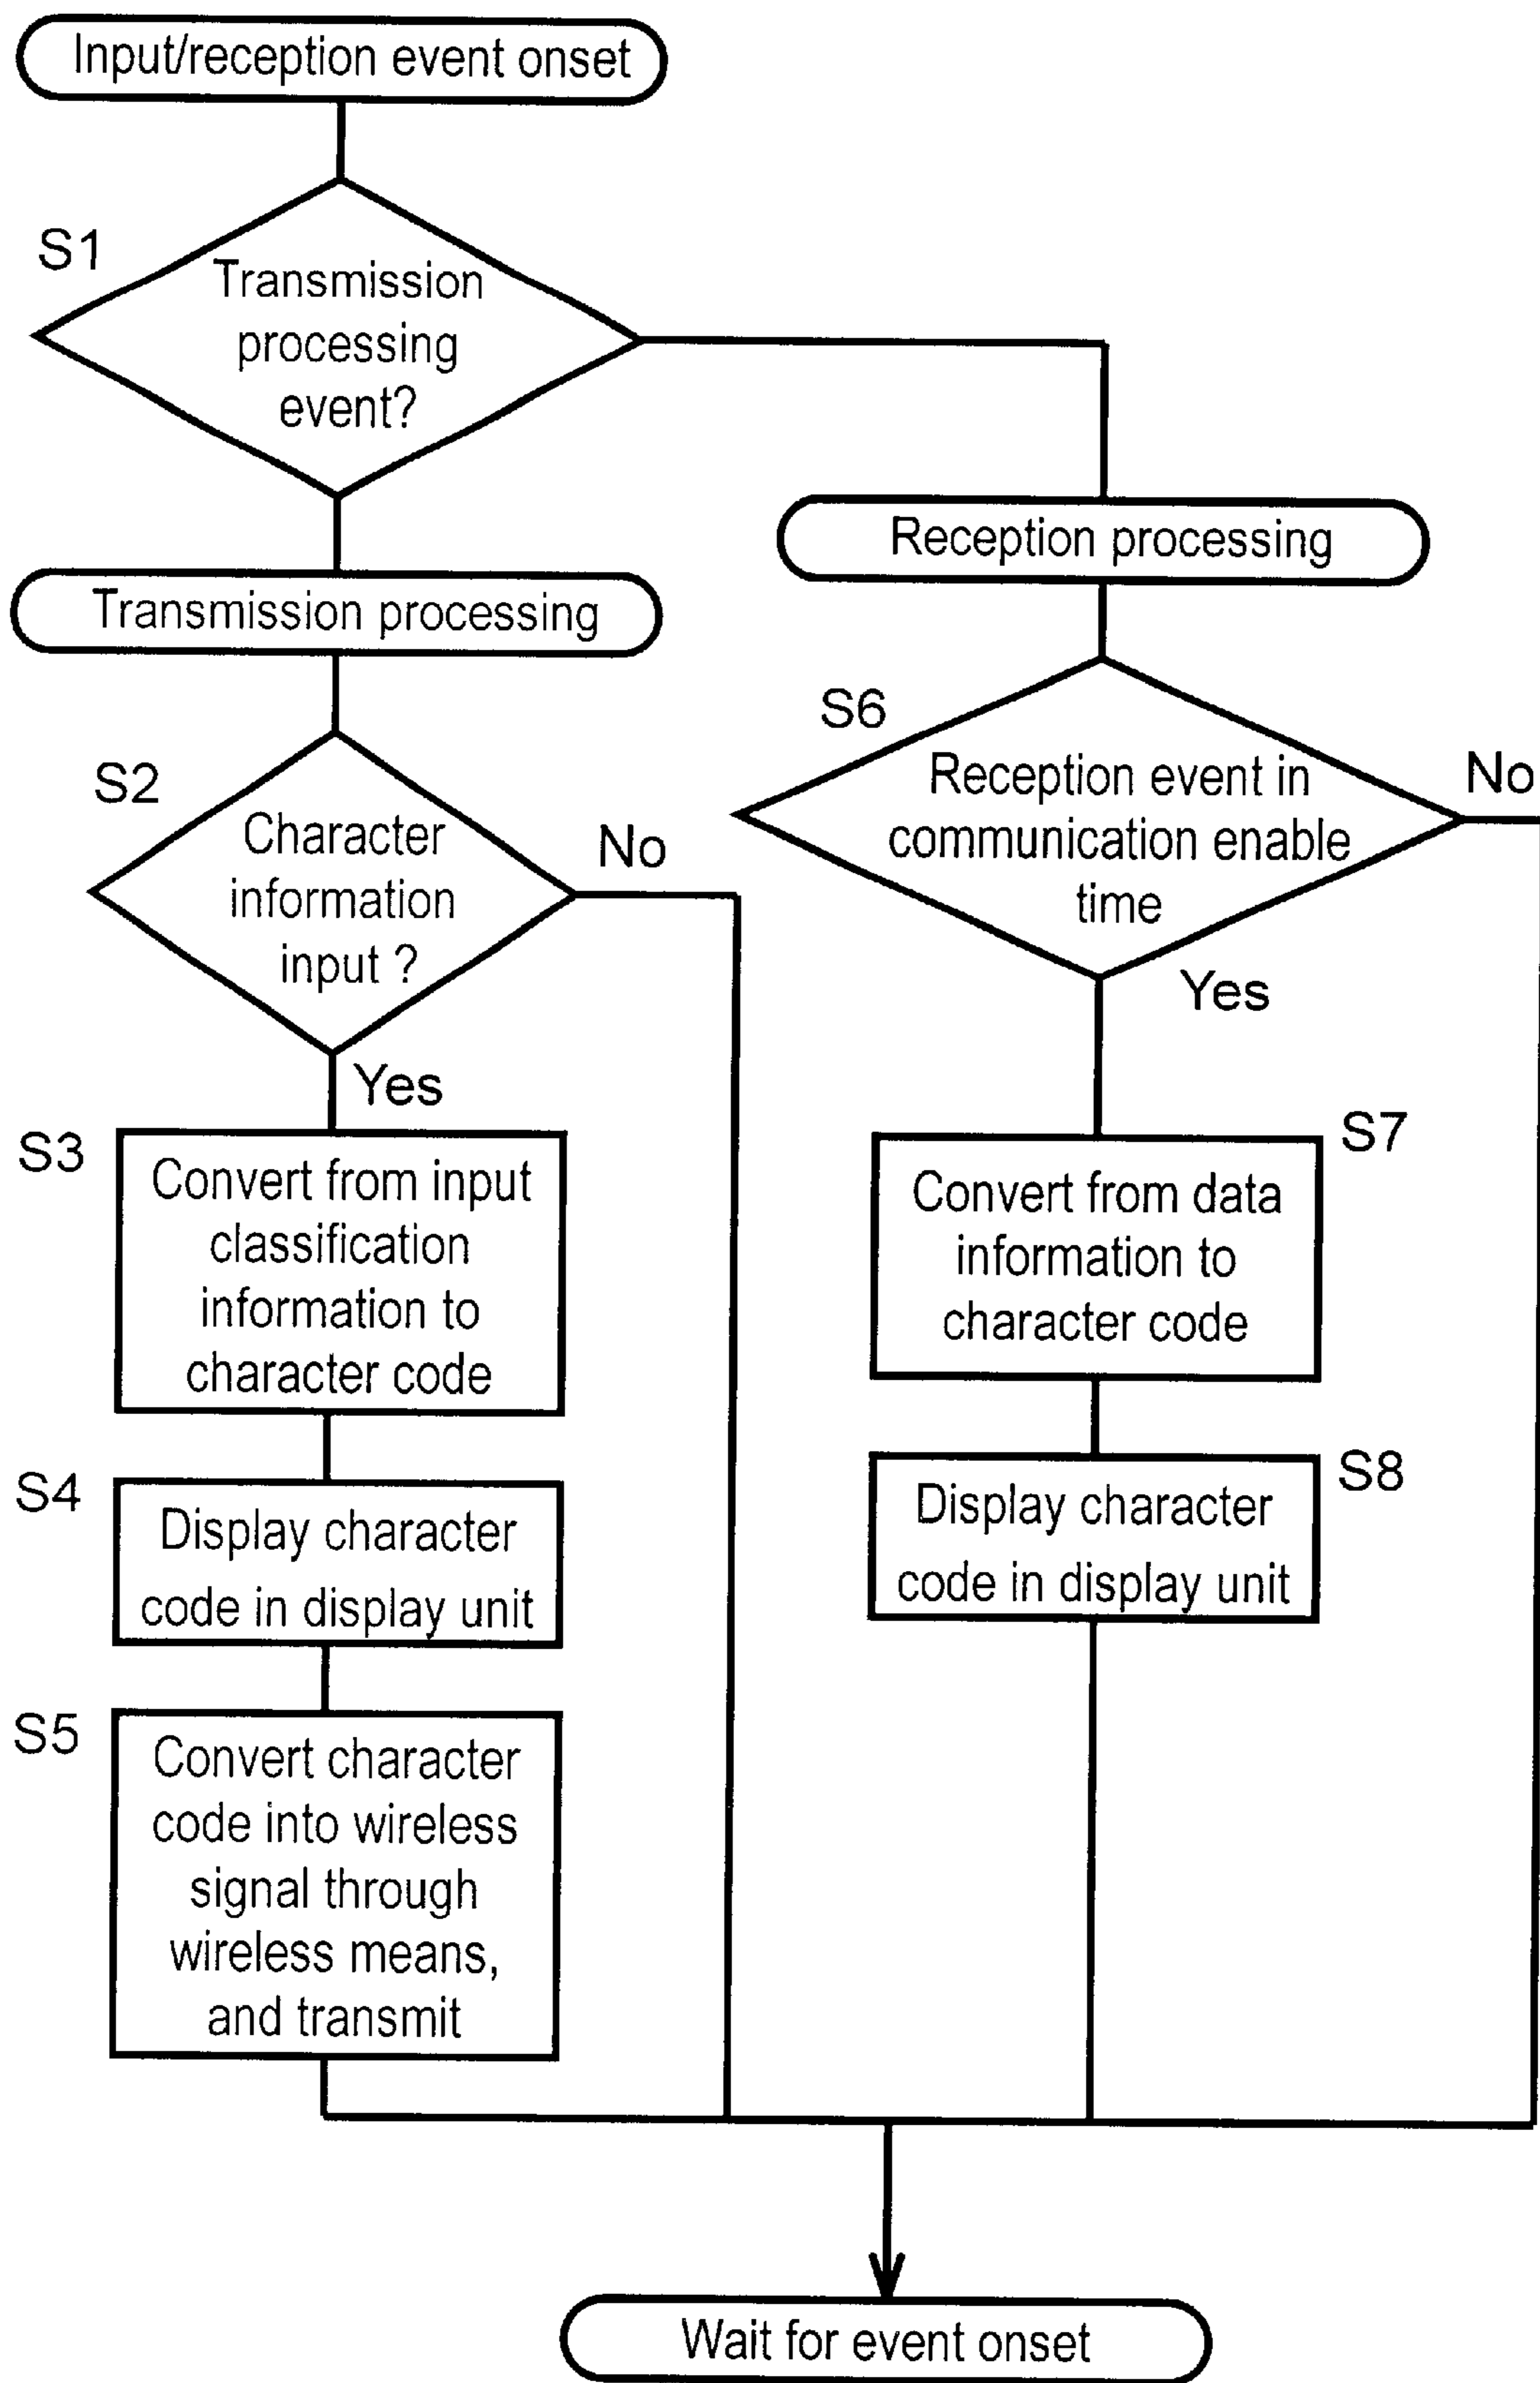 Input/reception event onset
S1
Transmission
processing
event?
Transmission processing
S2
Character
information
input ?
No
Yes
S3
Convert from input
classification
information to
character code
S4
Display character
code in display unit
S5
Convert character
code into wireless
signal through
wireless means,
and transmit
Reception processing
S6
Reception event in
communication enable
time
No
Yes
S7
Convert from data
information to
character code
S8
Display character
code in display unit
Wait for event onset